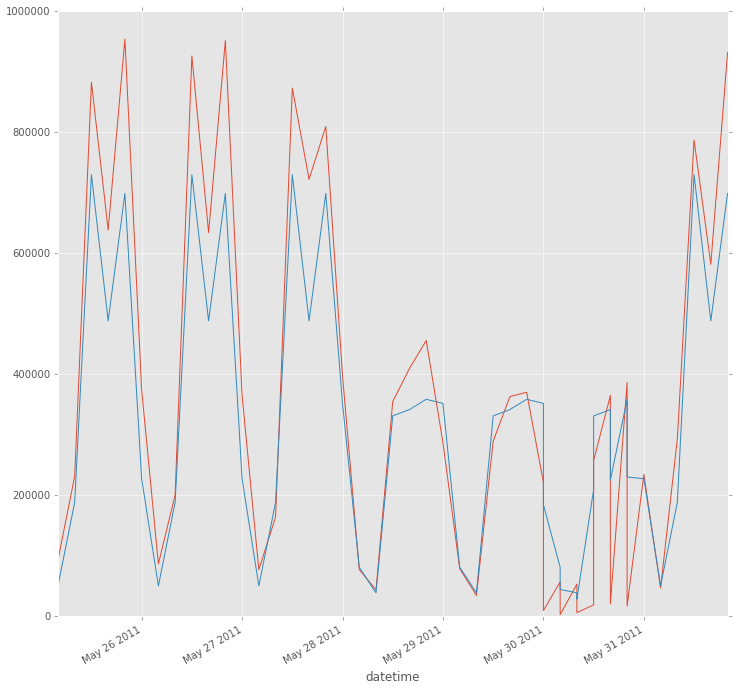 1000000
800000
600000
400000
200000
0
May 26 2011
May 27 2011
May 28 2011
May 29 2011
May 30 2011
May 31 2011
datetime